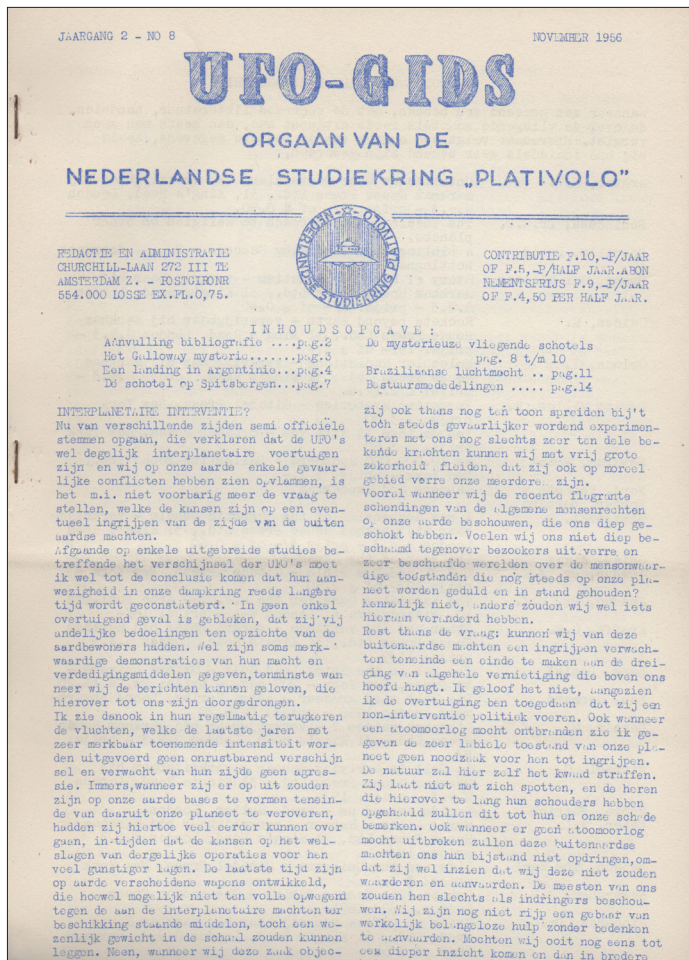 JAARGANG 2 - NO 8
NOVEMBER 1956
UFO-GIDS
ORGAAN VAN DE
NEDERLANDSE STUDIEKRING „PLATIVOLO"
NEDERLANDSE STUDIEKRING PLATIVOLO
REDACTIE EN ADMINISTRATIE
CHURCHILL-LAAN 272 III TE
AMSTERDAM Z. - POSTGIRONR
554.000 LOSSE EX.FL.0,75.
CONTRIBUTIE F.10,-P/JAAR
OF F.5,-P/HALF JAAR.ABON
NEMENTSPRIJS F.9,-P/JAAR
OF F.4,50 PER HALF JAAR.
INHOUDSOPGAVE:
Aanvulling bibliografie ....pag.2
Het Galloway mysterie.......pag.3
Een landing in Argentinie...pag.4
De schotel op Spitsbergen...pag.7
De mysterieuze vliegende schotels
pag. 8 t/m 10
Braziliaanse luchtmacht .. pag.11
Bestuursmededelingen ..... pag.14
INTERPLANETAIRE INTERVENTIE?
Nu van verschillende zijden semi officiële
stemmen opgaan, die verklaren dat de UFO's
wel degelijk interplanetaire voertuigen
zijn en wij op onze aarde enkele gevaar-
lijke conflicten hebben zien opvlammen, is
het m.i. niet voorbarig meer de vraag te
stellen, welke de kansen zijn op een even-
tueel ingrijpen van de zijde van de buiten
aardse machten.
Afgaande op enkele uitgebreide studies be-
treffende het verschijnsel der UFO's moet
ik wel tot de conclusie komen dat hun aan-
wezigheid in onze dampkring reeds langere
tijd wordt geconstateerd. In geen enkel
overtuigend geval is gebleken, dat zij vij
andelijke bedoelingen ten opzichte van de
aardbewoners hadden. Wel zijn soms merk-
waardige demonstraties van hun macht en
verdedigingsmiddelen gegeven,tenminste wan
neer wij de berichten kunnen geloven, die
hierover tot ons zijn doorgedrongen.
Ik zie danook in hun regelmatig terugkeren
de vluchten, welke de laatste jaren met
zeer merkbaar toenemende intensiteit wor-
den uitgevoerd geen onrustbarend verschijn
sel en verwacht van hun zijde geen agres-
sie. Immers,wanneer zij er op uit zouden
zijn op onze aarde bases te vormen tenein-
de van daaruit onze planeet te veroveren,
hadden zij hiertoe veel eerder kunnen over
gaan, in-tijden dat de kansen op het wel-
slagen van dergelijke operaties voor hen
veel gunstiger lagen. De laatste tijd zijn
op aarde verscheidene wapens ontwikkeld,
die hoewel mogelijk niet ten volle opwegend
tegen de aan de interplanetaire machten ter
beschikking staande middelen, toch een we-
zenlijk gewicht in de schaal zouden kunnen
leggen. Neen, wanneer wij deze zaak objec-
zij ook thans nog ten toon spreiden bij't
toch steeds gevaarlijker wordend experimen-
teren met ons nog slechts zeer ten dele be-
kende krachten kunnen wij met vrij grote
zekerheid afleiden, dat zij ook op moreel
gebied verre onze meerdere zijn.
Vooral wanneer wij de recente flagrante
schendingen van de algemene mensenrechten
op onze aarde beschouwen, die ons diep ge-
schokt hebben. Voelen wij ons niet diep be-
schaamd tegenover bezoekers uit verre en
zeer beschaafde werelden over de mensonwaar-
dige toestanden die nog steeds op onze pla-
neet worden geduld en in stand gehouden?
Kennelijk niet, anders zouden wij wel iets
hieraan veranderd hebben.
Rest thans de vraag: kunnen wij van deze
buitenaardse machten een ingrijpen verwach-
ten teneinde een einde te maken aan de drei-
ging van algehele vernietiging die boven ons
hoofd hangt. Ik geloof het niet, aangezien
ik de overtuiging ben toegedaan dat zij een
non-interventie politiek voeren. Ook wanneer
een atoomoorlog mocht ontbranden zie ik ge-
geven de zeer labiele toestand van onze pla-
neet geen noodzaak voor hen tot ingrijpen.
De natuur zal hier zelf het kwaad straffen.
Zij laat niet met zich spotten, en de heren
die hierover te lang hun schouders hebben
opgehaald zullen dit tot hun en onze schade
bemerken. Ook wanneer er geen atoomoorlog
mocht uitbreken zullen deze buitenaardse
machten ons hun bijstand niet opdringen,om-
dat zij wel inzien dat wij deze niet zouden
waarderen en aanvaarden. De meesten van ons
zouden hen slechts als indringers beschou-
wen. Wij zijn nog niet rijp een gebaar van
werkelijk belangeloze hulp zonder bedenken
te aanvaarden. Mochten wij ooit nog eens tot
een dieper inzicht komen en dan in brodere